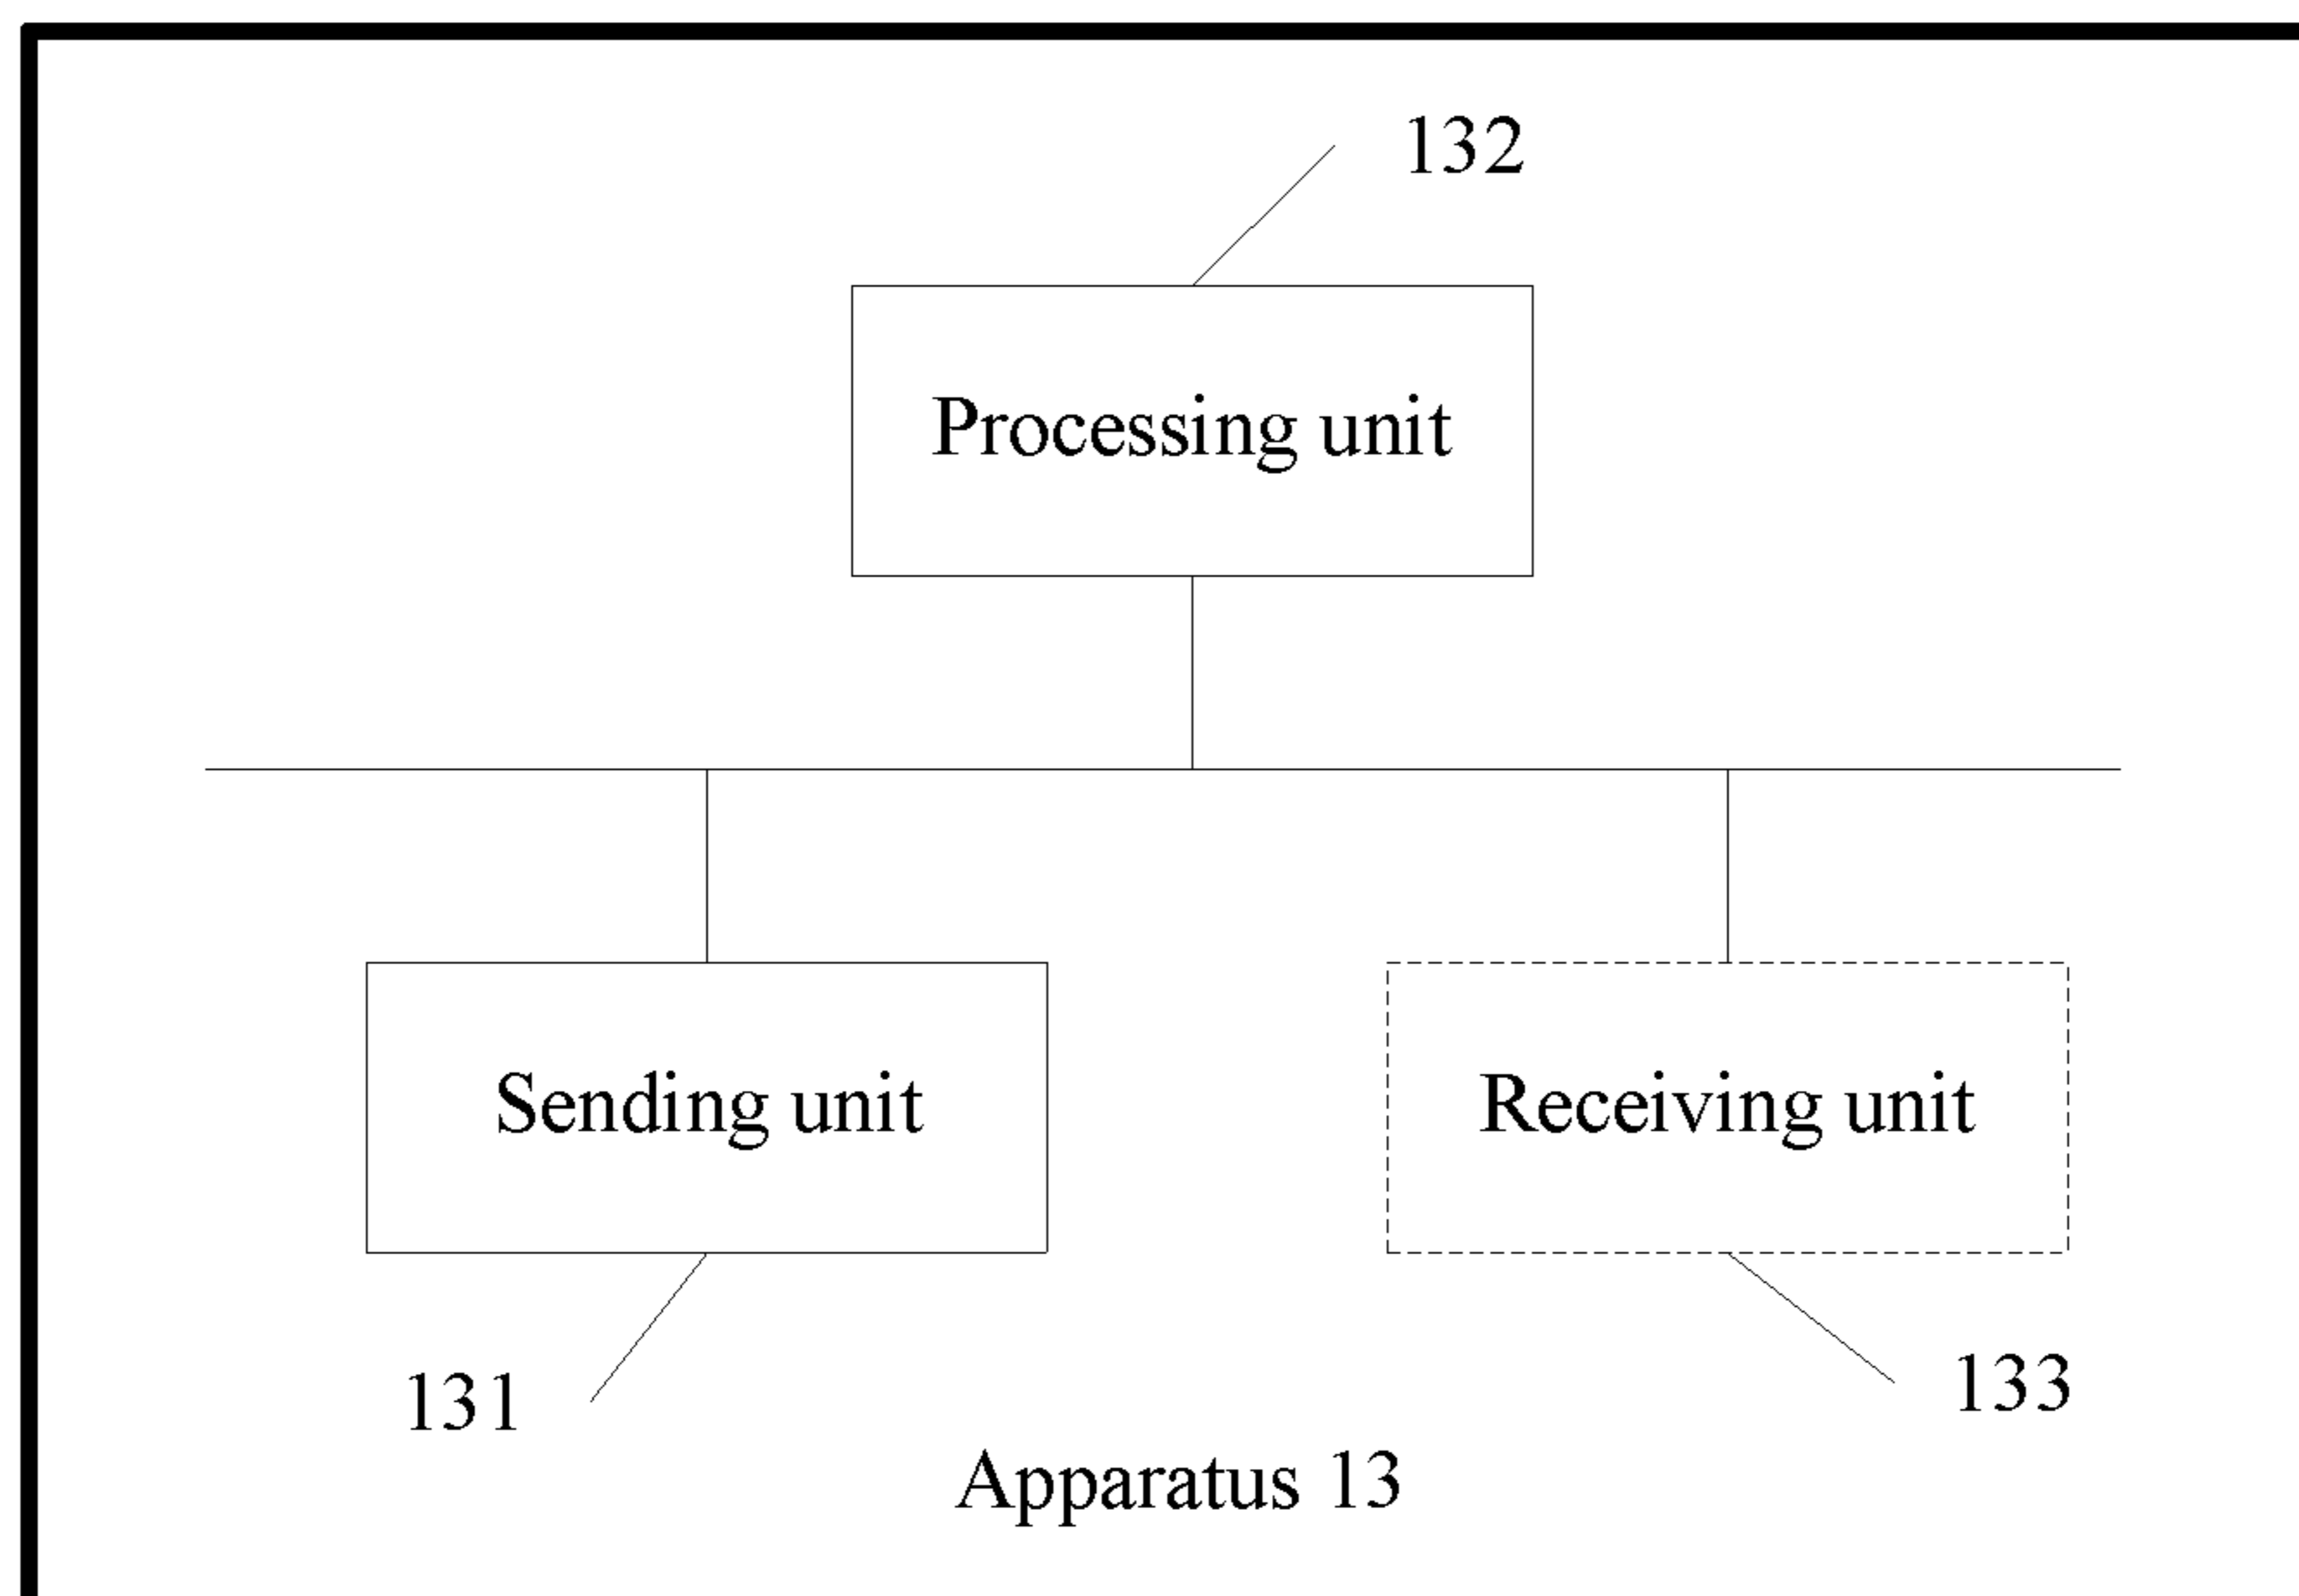 132
Processing unit
Sending unit
Receiving unit
131
133
Apparatus 13